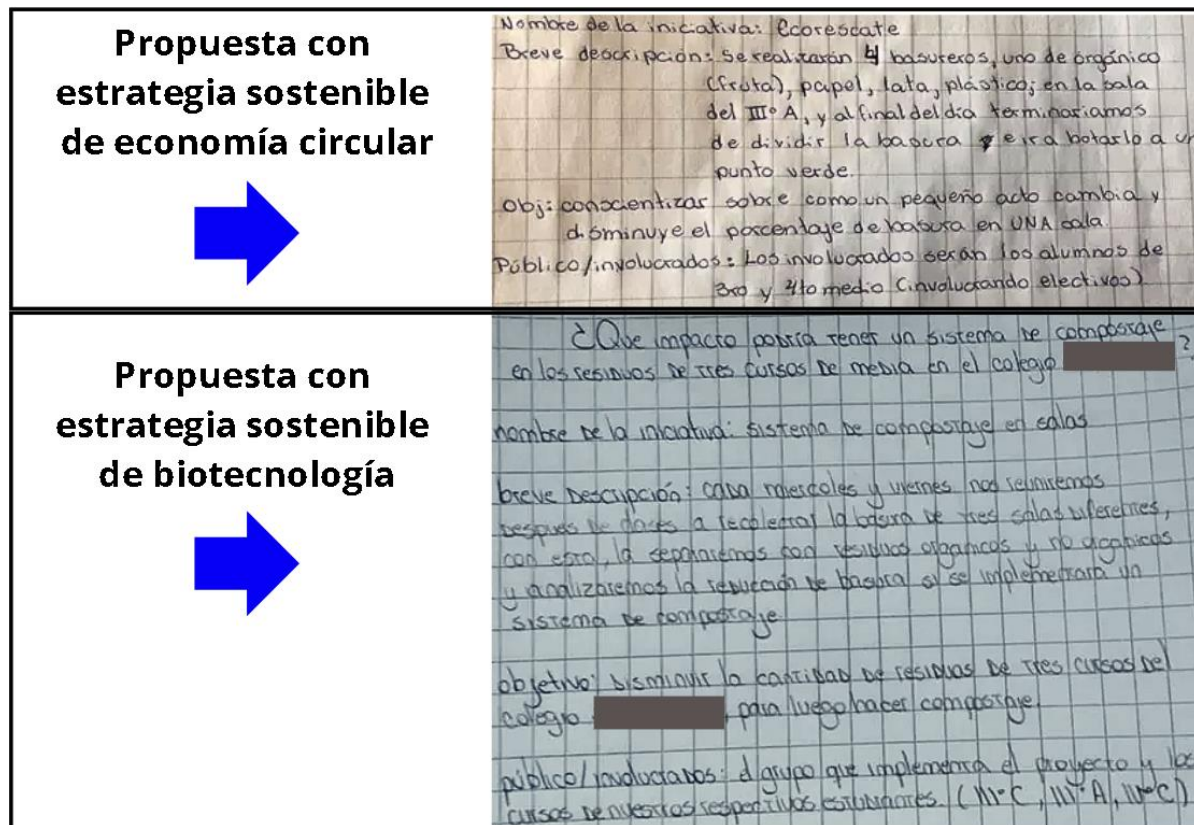 Propuesta con
estrategia sostenible
de economía circular
Nombre de la iniciativa: Ecorescate
Breve descripción: Se realizarán 4 basureros, uno de orgánico
(fruta), papel, lata, plástico; en la sala
del III° A, y al final del día terminariamos
de dividir la basura e ir a botarlo a un
punto verde.
Obj: conscientizar sobre como un pequeño acto cambia y
disminuye el porcentaje de basura en UNA sala.
Público/involucrados: Los involucrados serán los alumnos de
3ro y 4to medio (involucrando electivos)
Propuesta con
estrategia sostenible
de biotecnología
¿Que impacto podría tener un sistema de compostaje
en los residuos de tres cursos de media en el colegio ?
nombre de la iniciativa: sistema de compostaje en salas
breve descripción: cada miercoles y viernes nos reuniremos
despues de clases a recolectar la basura de tres salas diferentes,
con esto, la separaremos con residuos organicos y no organicos
y analizaremos la reducción de basura si se implementara un
sistema de compostaje.
objetivo: disminuir la cantidad de residuos de tres cursos del
colegio , para luego hacer compostaje.
público/involucrados: el grupo que implementa el proyecto y los
cursos de nuestros respectivos estudiantes. (III°C, III°A, IV°C)